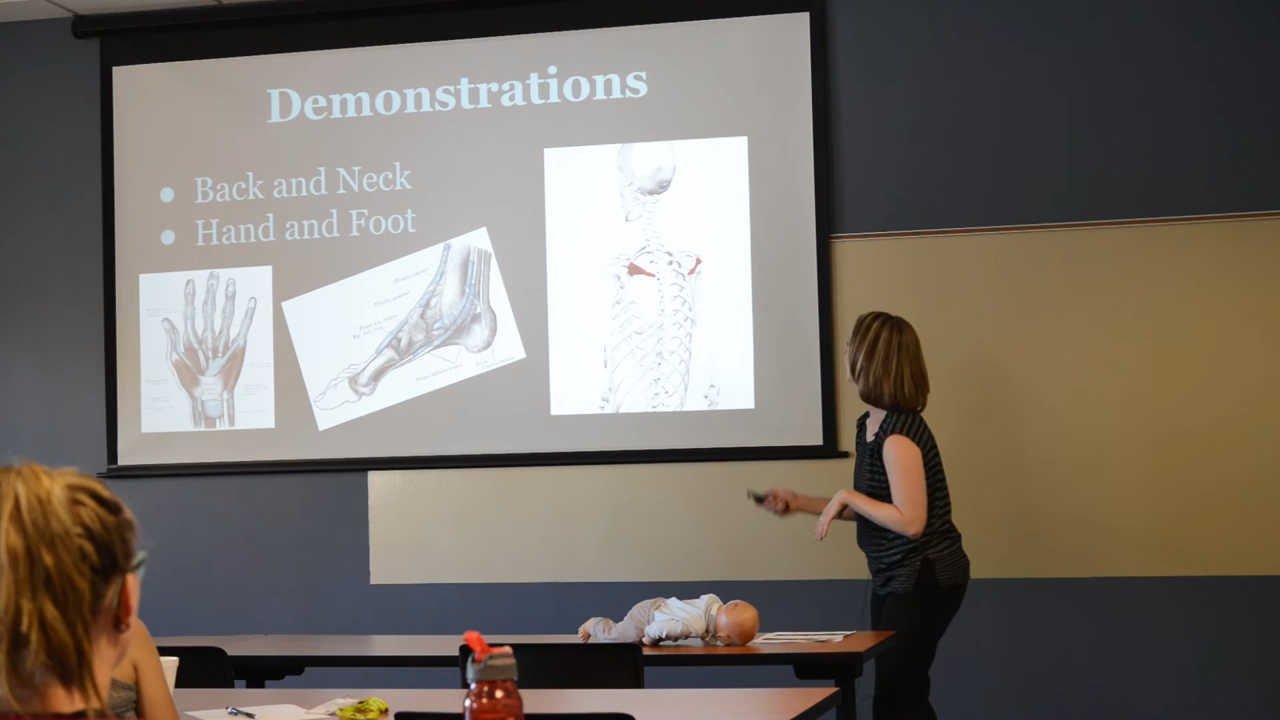 Demonstrations
● Back and Neck
● Hand and Foot